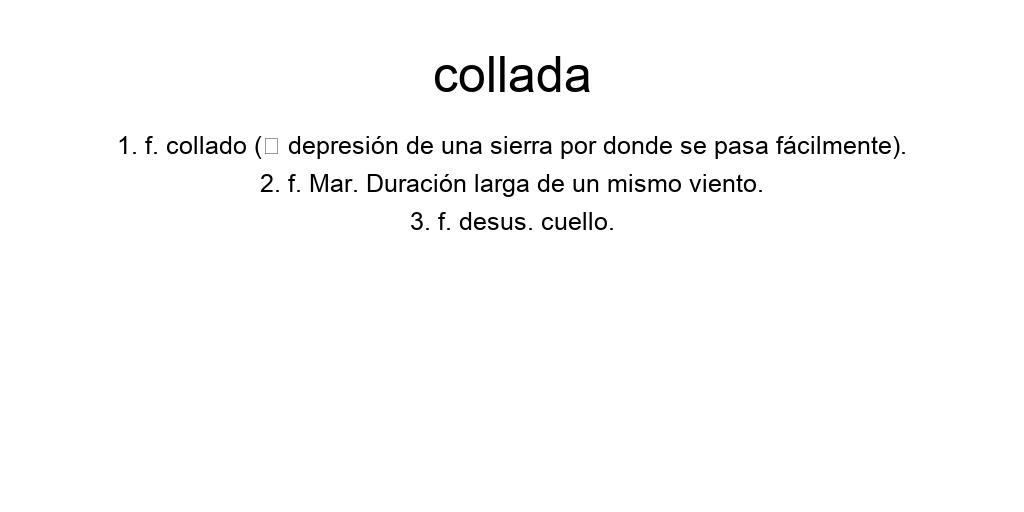 collada
1. f. collado (□ depresión de una sierra por donde se pasa fácilmente).
2. f. Mar. Duración larga de un mismo viento.
3. f. desus. cuello.